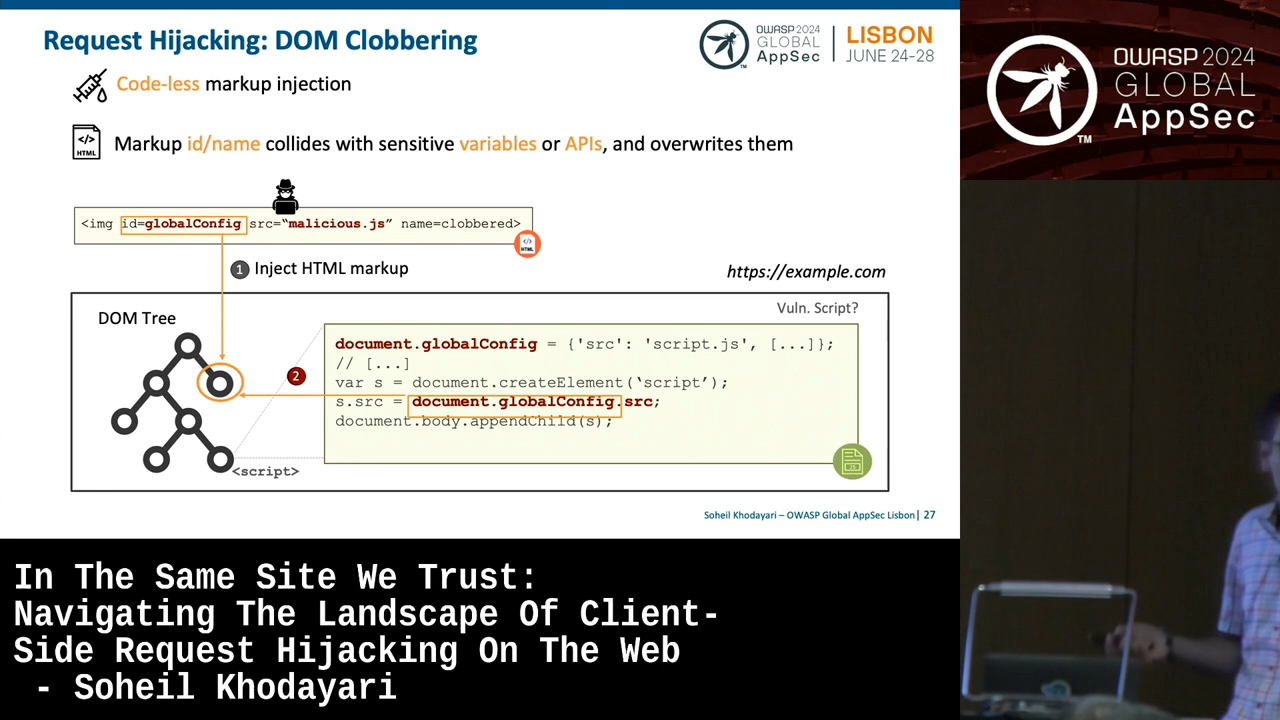 Request Hijacking: DOM Clobbering
OWASP 2024
GLOBAL
AppSec
TM
LISBON
JUNE 24-28
Code-less markup injection
</>
HTML
Markup id/name collides with sensitive variables or APIs, and overwrites them
<img id=globalConfig src=“malicious.js” name=clobbered>
</>
HTML
1 Inject HTML markup
https://example.com
Vuln. Script?
DOM Tree
document.globalConfig = {'src': 'script.js', [...]};
// [...]
2
var s = document.createElement(‘script’);
s.src = document.globalConfig.src;
document.body.appendChild(s);
<script>
Soheil Khodayari – OWASP Global AppSec Lisbon| 27
OWASP 2024
GLOBAL
AppSec
TM
In The Same Site We Trust:
Navigating The Landscape Of Client-
Side Request Hijacking On The Web
- Soheil Khodayari